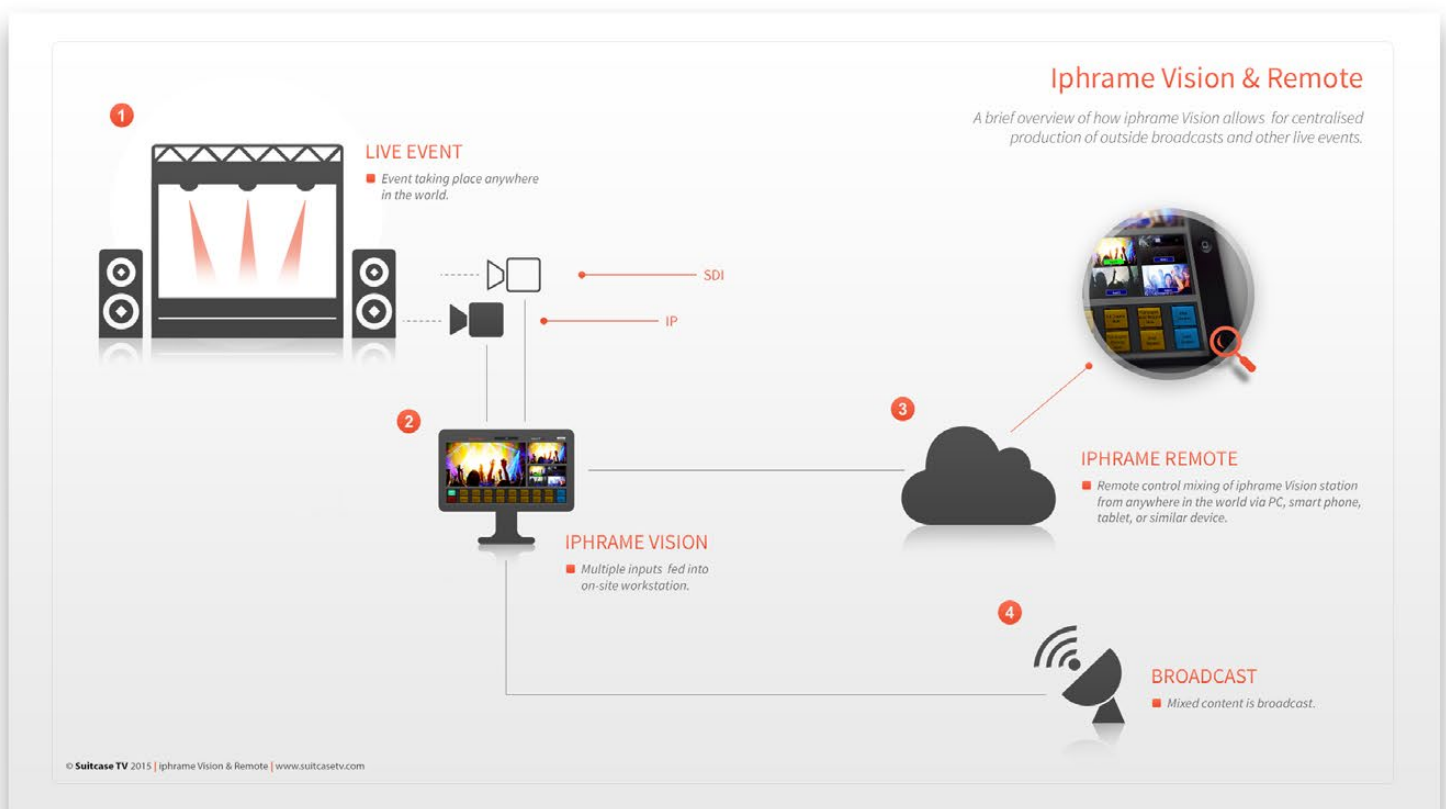 Iphrame Vision & Remote
A brief overview of how iphrame Vision allows for centralised
production of outside broadcasts and other live events.
1
LIVE EVENT
Event taking place anywhere
in the world.
SDI
IP
2
IPHRAME VISION
Multiple inputs fed into
on-site workstation.
3
IPHRAME REMOTE
Remote control mixing of iphrame Vision station
from anywhere in the world via PC, smart phone,
tablet, or similar device.
4
BROADCAST
Mixed content is broadcast.
© Suitcase TV 2015 | iphrame Vision & Remote | www.suitcasetv.com